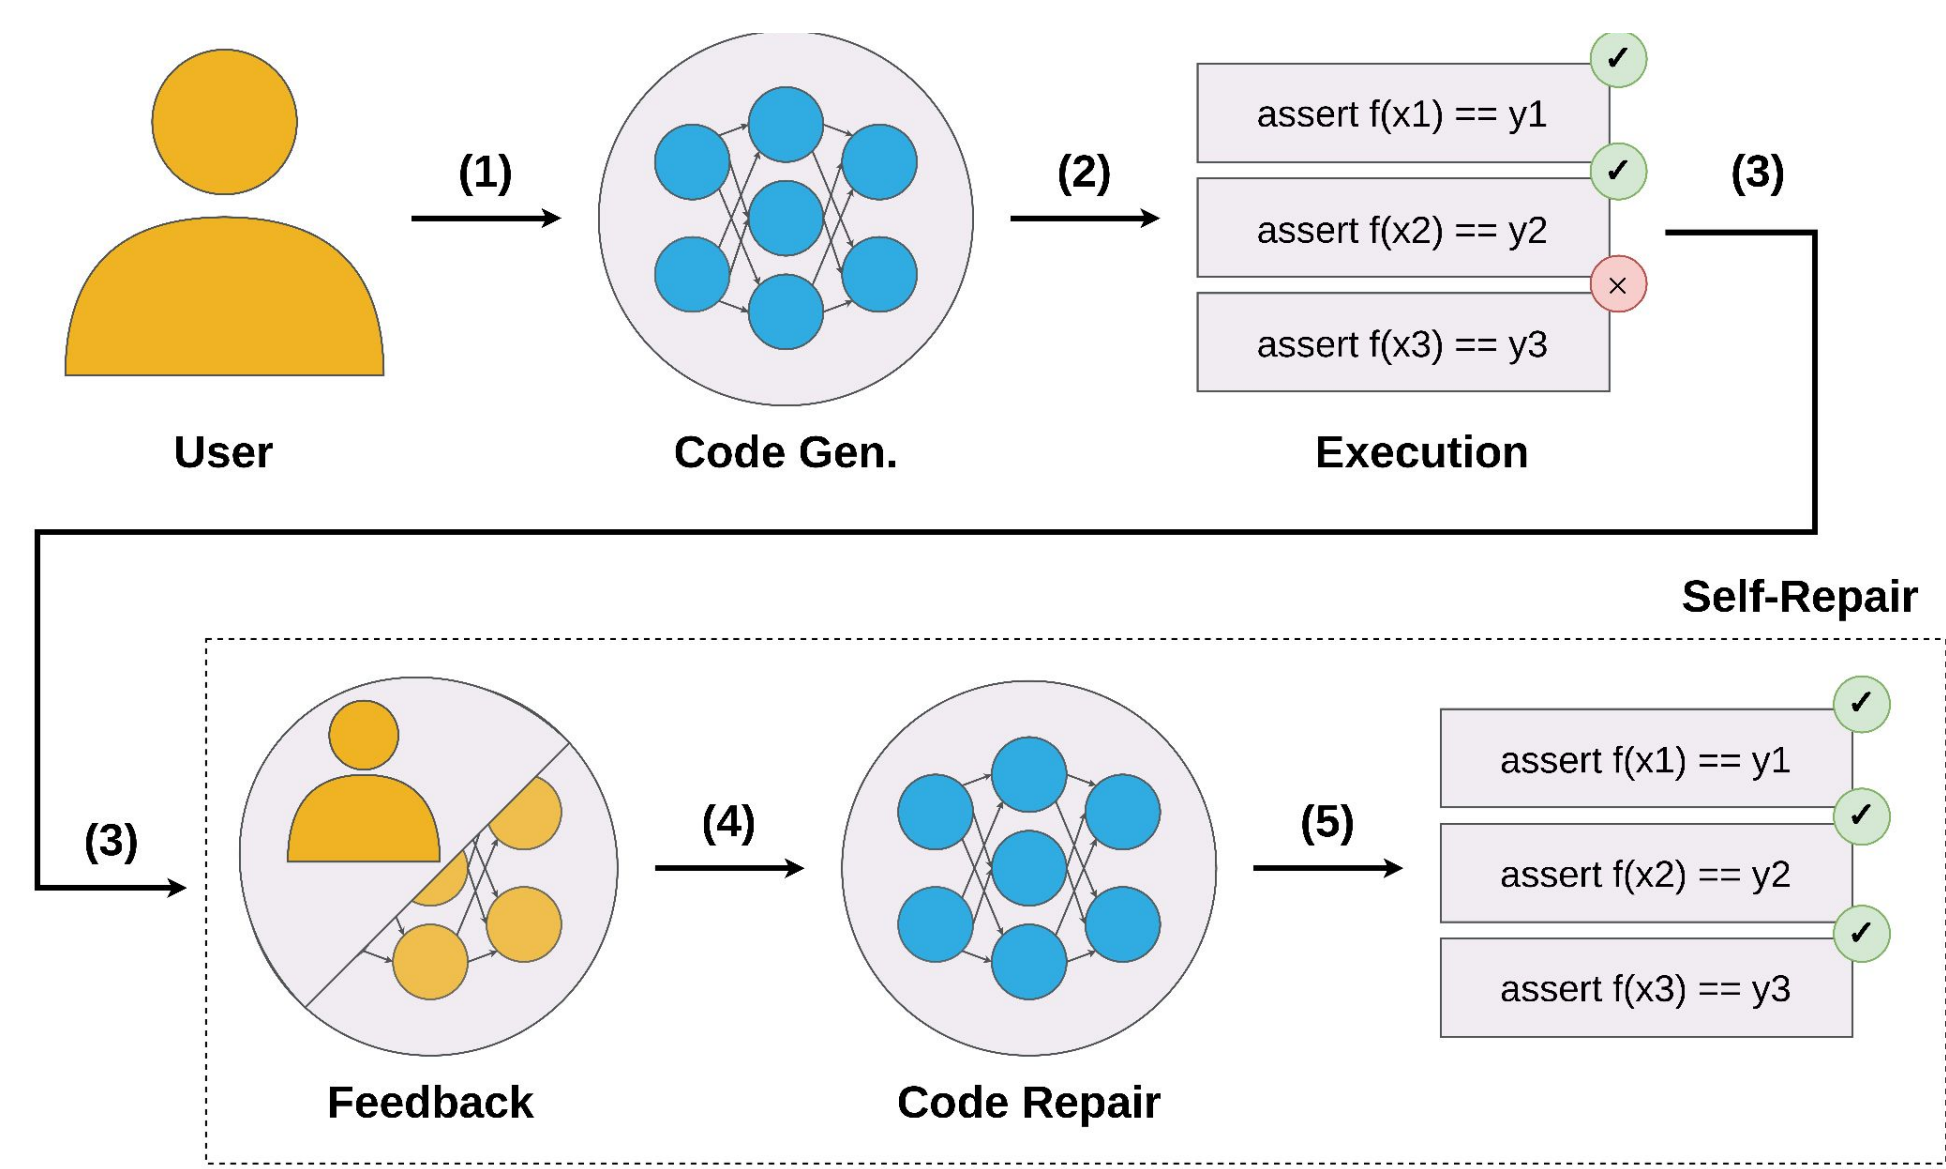 (1)
(2)
✓
assert f(x1) == y1
✓
assert f(x2) == y2
×
assert f(x3) == y3
(3)
User
Code Gen.
Execution
Self-Repair
(3)
(4)
(5)
✓
assert f(x1) == y1
✓
assert f(x2) == y2
✓
assert f(x3) == y3
Feedback
Code Repair